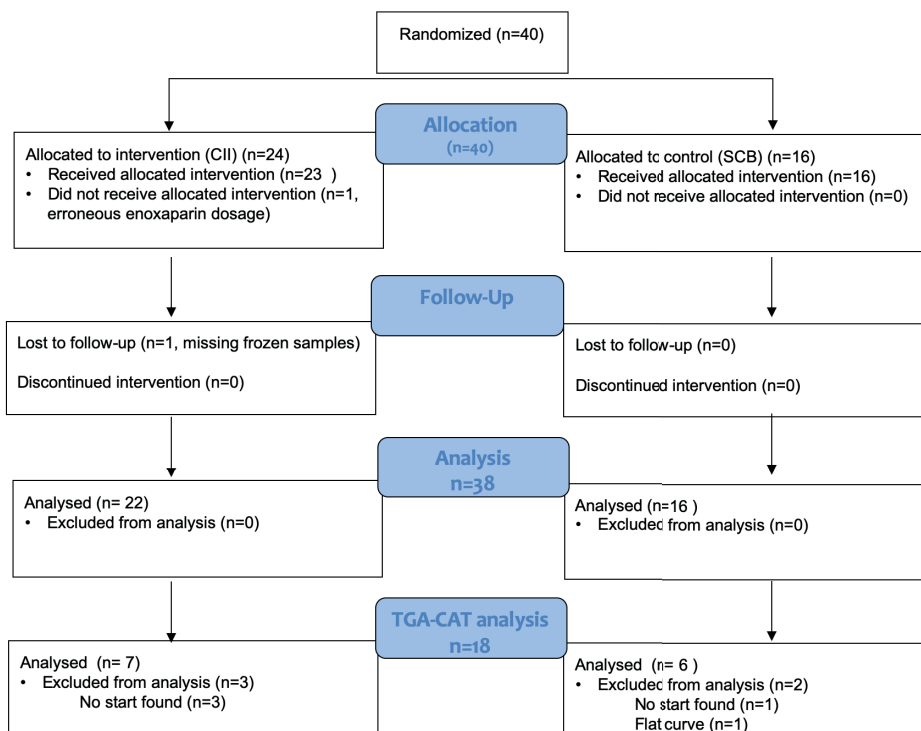 Randomized (n=40)
Allocation
(n=40)
Allocated to intervention (CII) (n=24)
• Received allocated intervention (n=23 )
• Did not receive allocated intervention (n=1,
erroneous enoxaparin dosage)
Allocated to control (SCB) (n=16)
• Received allocated intervention (n=16)
• Did not receive allocated intervention (n=0)
Follow-Up
Lost to follow-up (n=1, missing frozen samples)
Discontinued intervention (n=0)
Lost to follow-up (n=0)
Discontinued intervention (n=0)
Analysis
n=38
Analysed (n= 22)
• Excluded from analysis (n=0)
Analysed (n=16 )
• Excluded from analysis (n=0)
TGA-CAT analysis
n=18
Analysed (n= 7)
• Excluded from analysis (n=3)
No start found (n=3)
Analysed (n= 6 )
• Excluded from analysis (n=2)
No start found (n=1)
Flat curve (n=1)